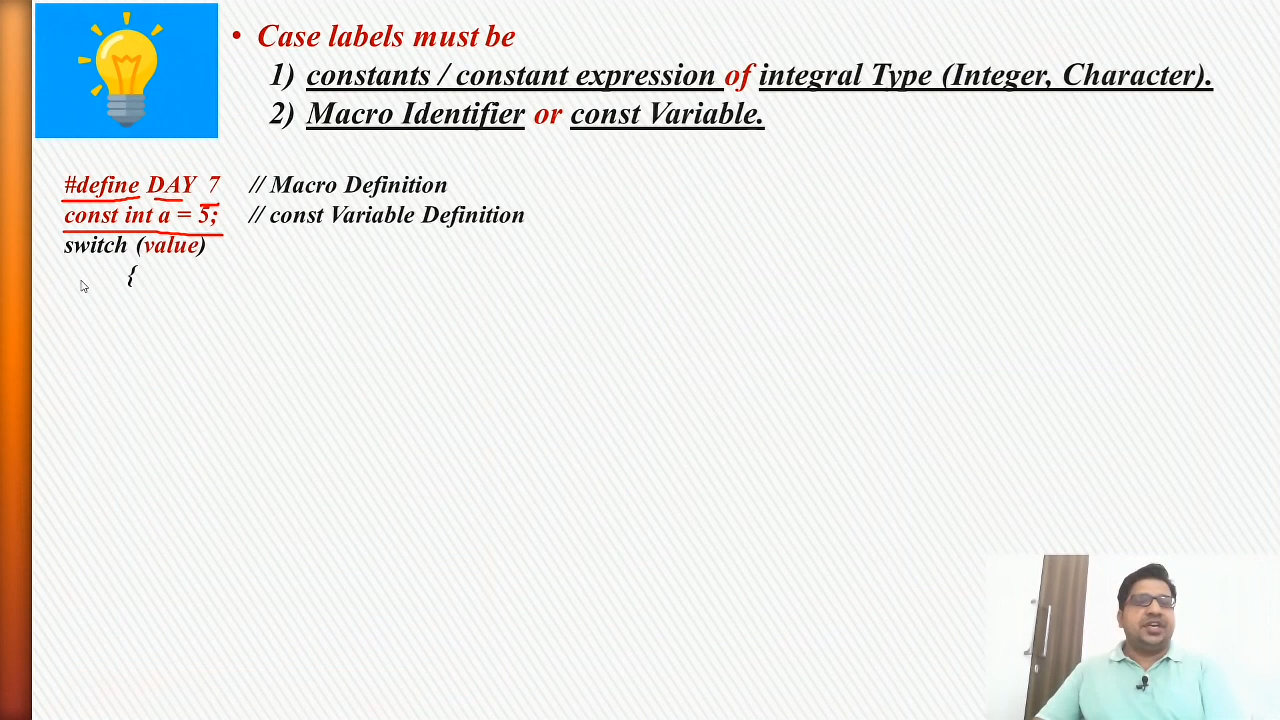 • Case labels must be
1) constants / constant expression of integral Type (Integer, Character).
2) Macro Identifier or const Variable.
#define DAY 7 // Macro Definition
const int a = 5; // const Variable Definition
switch (value)
{